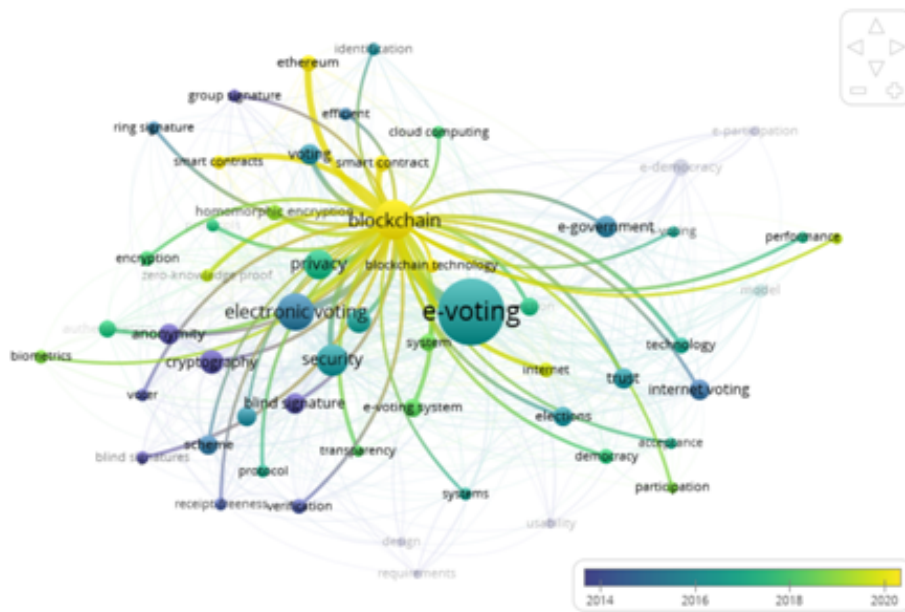 identification
ethereum
group signature
efficient
ring signature
cloud computing
e-participation
voting
smart contracts
smart contract
e-democracy
homomorphic encryption
blockchain
e-government
voting
performance
encryption
privacy
blockchain technology
zero-knowledge proof
model
electronic voting
e-voting
anonymity
system
technology
biometrics
cryptography
security
internet
trust
internet voting
voter
blind signature
e-voting system
elections
scheme
acceptance
blind signatures
transparency
democracy
protocol
participation
systems
receipt-freeness
verification
usability
design
requirements
2014
2016
2018
2020